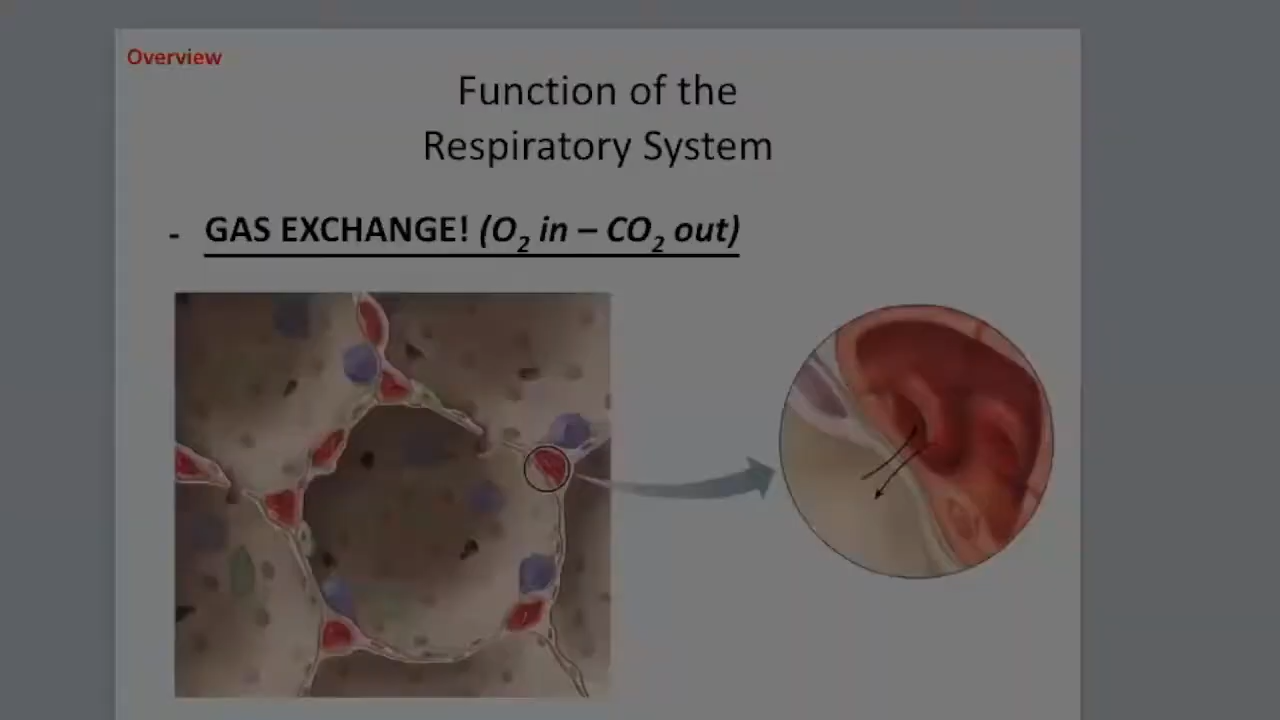 Overview
Function of the
Respiratory System
- GAS EXCHANGE! (O₂ in – CO₂ out)